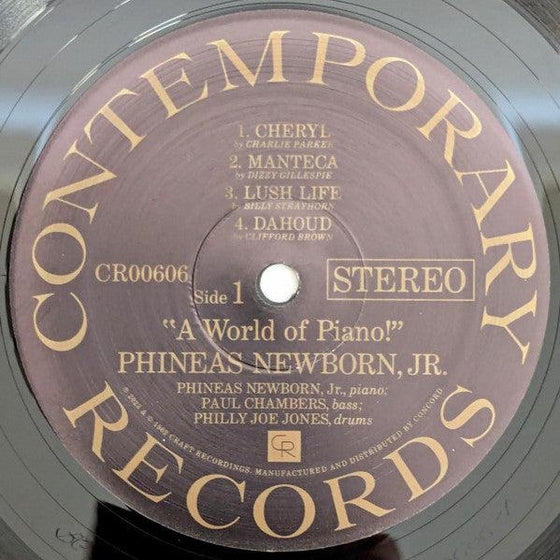 CONTEMPORARY
1. CHERYL
by CHARLIE PARKER
2. MANTECA
by DIZZY GILLESPIE
3. LUSH LIFE
by BILLY STRAYHORN
4. DAHOUD
by CLIFFORD BROWN
CR00606
Side 1
STEREO
"A World of Piano!"
PHINEAS NEWBORN, JR.
PHINEAS NEWBORN, Jr., piano;
PAUL CHAMBERS, bass;
PHILLY JOE JONES, drums
CR
CRAFT RECORDINGS. MANUFACTURED AND DISTRIBUTED BY CONCORD
RECORDS